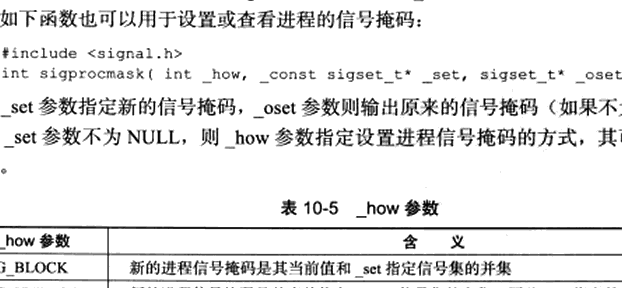 如下函数也可以用于设置或查看进程的信号掩码：
#include <signal.h>
int sigprocmask( int _how, _const sigset_t* _set, sigset_t* _oset
_set 参数指定新的信号掩码，_oset 参数则输出原来的信号掩码（如果不
_set 参数不为 NULL，则 _how 参数指定设置进程信号掩码的方式，其
。
表 10-5 _how 参数
_how 参数 含 义
G_BLOCK 新的进程信号掩码是其当前值和 _set 指定信号集的并集